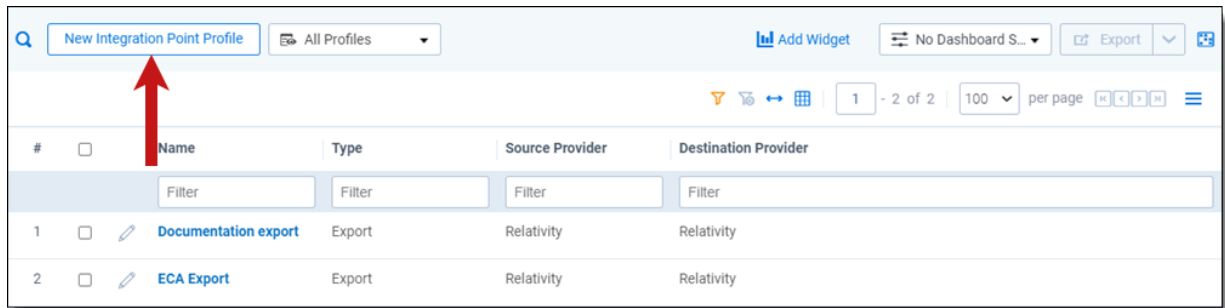 New Integration Point Profile All Profiles Add Widget No Dashboard S... Export
1 - 2 of 2 100 per page
# Name Type Source Provider Destination Provider
Filter Filter Filter Filter
1 Documentation export Export Relativity Relativity
2 ECA Export Export Relativity Relativity